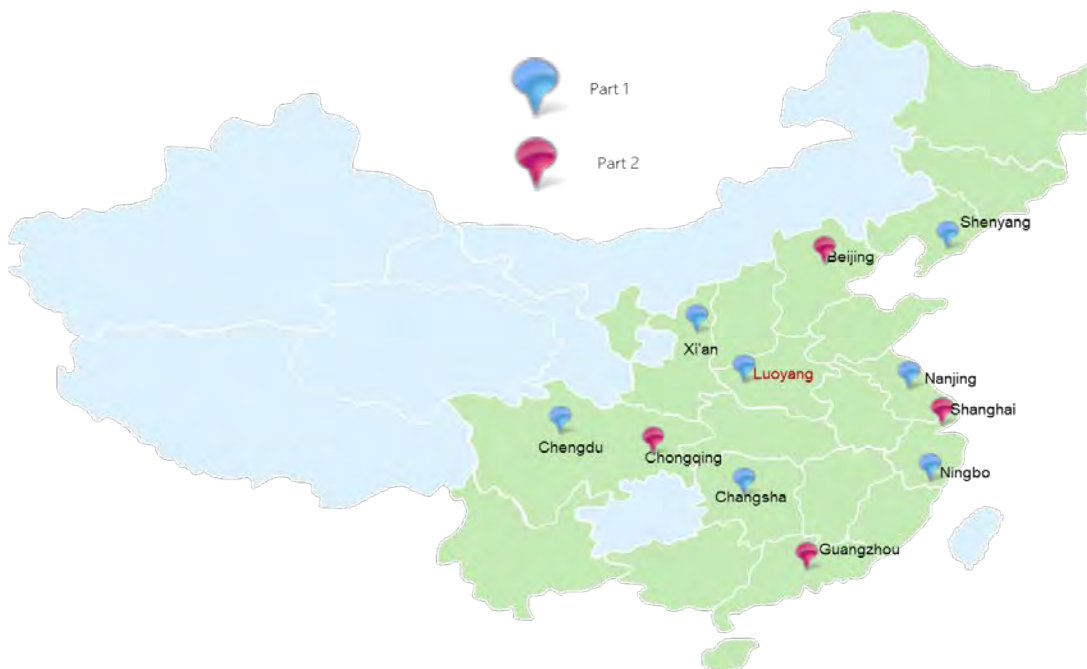 Part 1
Part 2
Shenyang
Beijing
Xi'an
Luoyang
Nanjing
Shanghai
Chengdu
Chongqing
Ningbo
Changsha
Guangzhou